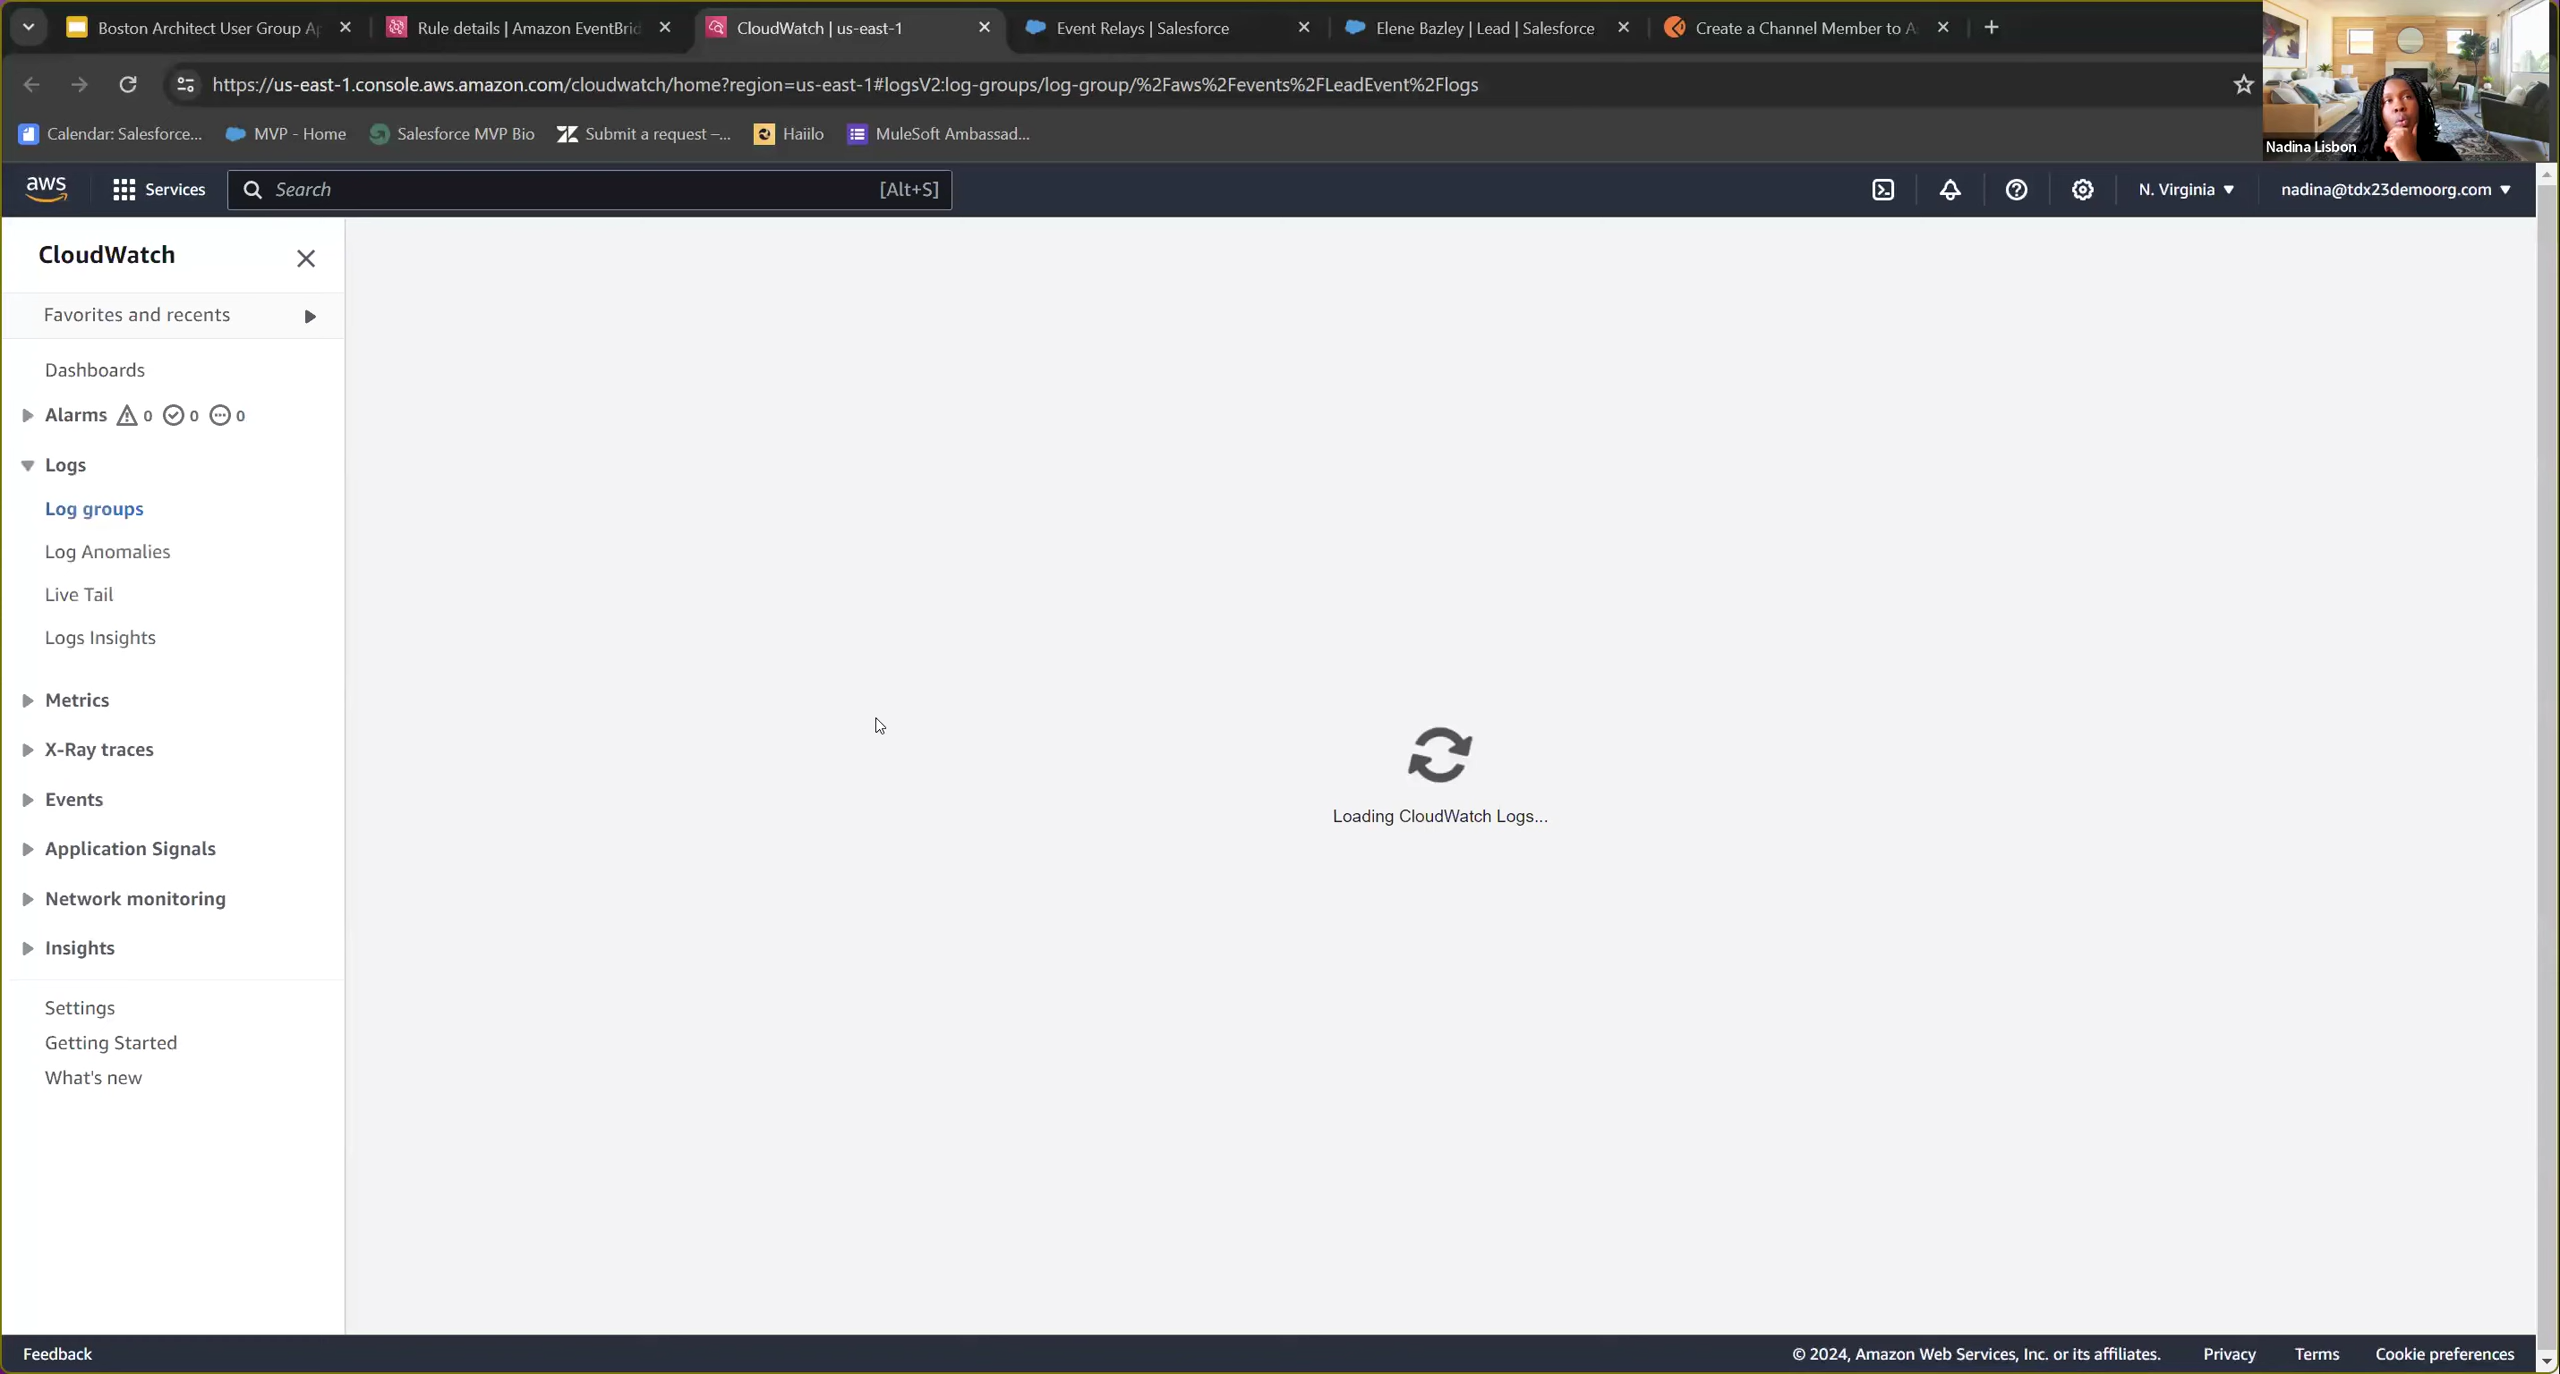 Boston Architect User Group A
Rule details | Amazon EventBri
CloudWatch | us-east-1
Event Relays | Salesforce
Elene Bazley | Lead | Salesforce
Create a Channel Member to A
https://us-east-1.console.aws.amazon.com/cloudwatch/home?region=us-east-1#logsV2:log-groups/log-group/%2Faws%2Fevents%2FLeadEvent%2Flogs
Calendar: Salesforce...
MVP - Home
Salesforce MVP Bio
Submit a request –...
Haiilo
MuleSoft Ambassad...
Nadina Lisbon
aws
Services
Search
[Alt+S]
N. Virginia
nadina@tdx23demoorg.com
CloudWatch
Favorites and recents
Dashboards
Alarms 0 0 0
Logs
Log groups
Log Anomalies
Live Tail
Logs Insights
Metrics
X-Ray traces
Events
Application Signals
Network monitoring
Insights
Settings
Getting Started
What's new
Loading CloudWatch Logs...
Feedback
© 2024, Amazon Web Services, Inc. or its affiliates.
Privacy
Terms
Cookie preferences